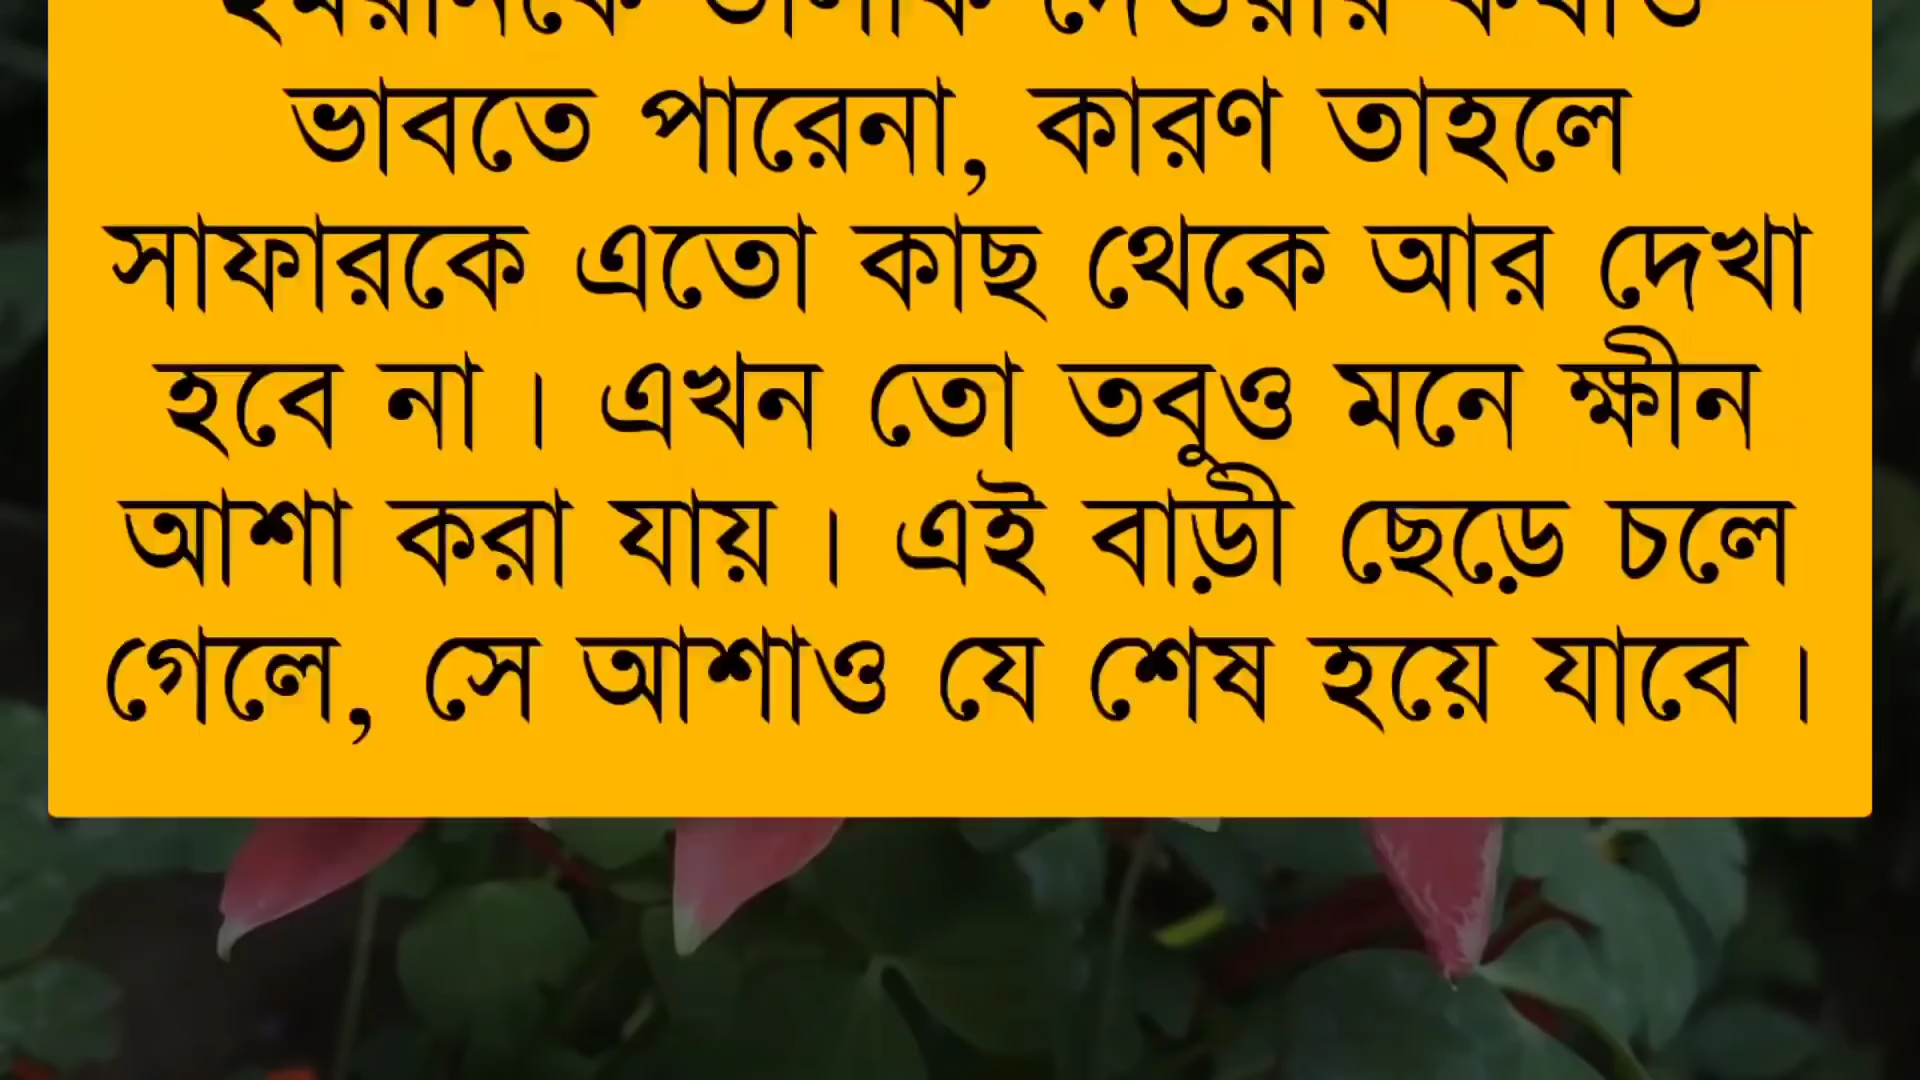 ভাবতে পারেনা, কারণ তাহলে
সাফারকে এতো কাছ থেকে আর দেখা
হবে না। এখন তো তবুও মনে ক্ষীন
আশা করা যায়। এই বাড়ী ছেড়ে চলে
গেলে, সে আশাও যে শেষ হয়ে যাবে।